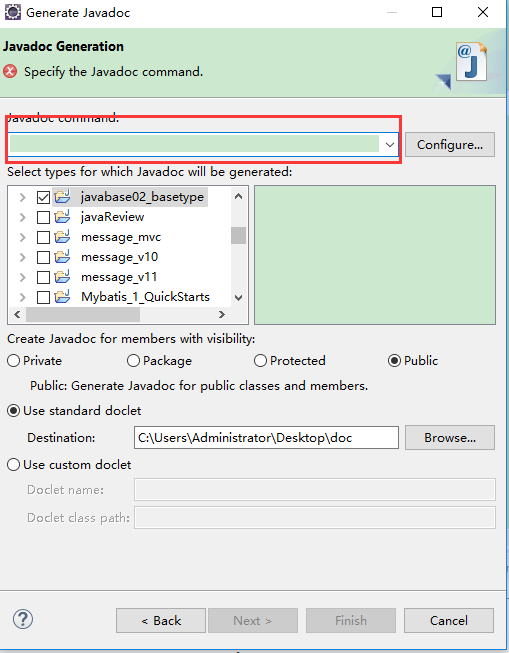 Generate Javadoc
Javadoc Generation
Specify the Javadoc command.
@
J
Javadoc command:
Configure...
Select types for which Javadoc will be generated:
javabase02_basetype
javaReview
message_mvc
message_v10
message_v11
Mybatis_1_QuickStarts
Create Javadoc for members with visibility:
Private Package Protected Public
Public: Generate Javadoc for public classes and members.
Use standard doclet
Destination: C:\Users\Administrator\Desktop\doc Browse...
Use custom doclet
Doclet name:
Doclet class path:
? < Back Next > Finish Cancel